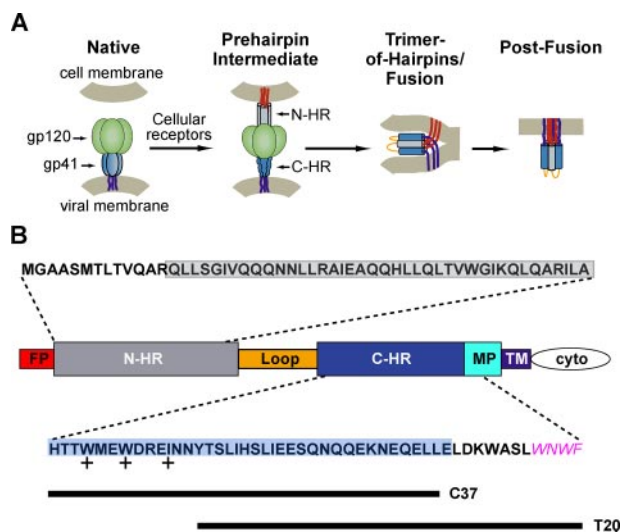 A
Native
Prehairpin
Intermediate
Trimer-
of-Hairpins/
Fusion
Post-Fusion
cell membrane
gp120
gp41
viral membrane
Cellular
receptors
N-HR
C-HR
B
MGAASMTLTVQARQLLSGIVQQQNNLLRAIEAQQHLLQLTVWGIKQLQARILA
FP N-HR Loop C-HR MP TM cyto
HTTWMEWDREINNYTSLIHSLIEESQNQQEKNEQELLELDKWASLWNWF
+ + +
C37
T20